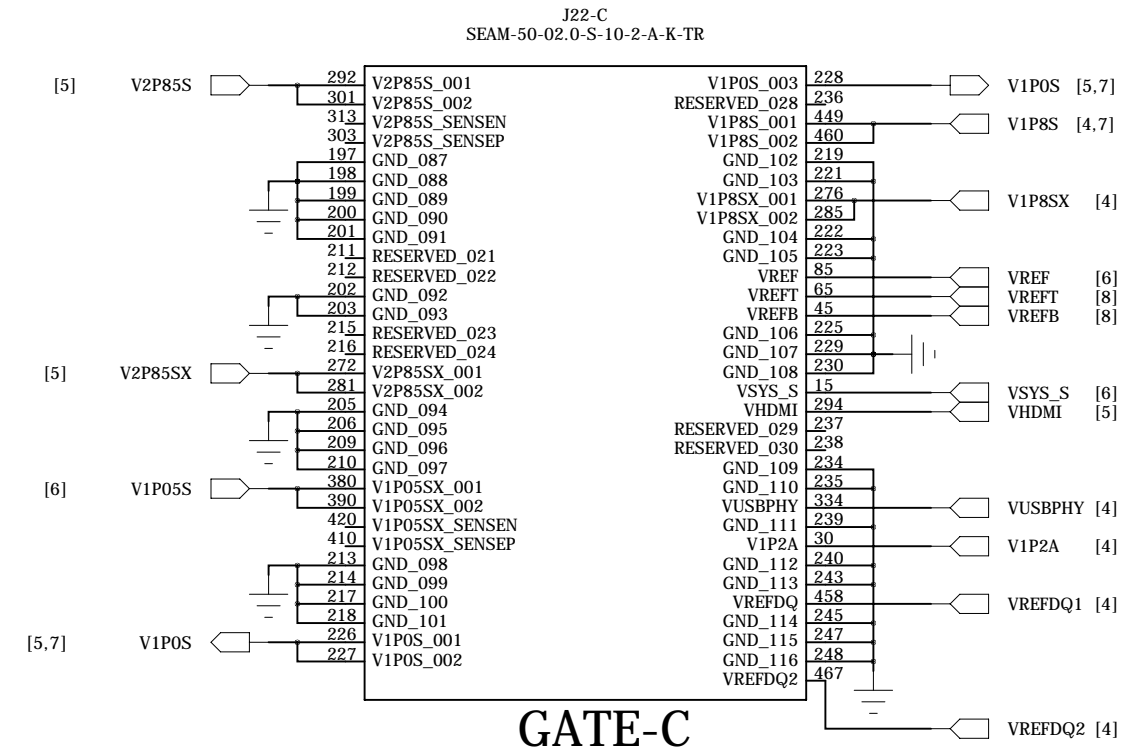 J22-C
SEAM-50-02.0-S-10-2-A-K-TR
[5] V2P85S 292 V2P85S_001 V1P0S_003 228 V1P0S [5,7]
301 V2P85S_002 RESERVED_028 236
313 V2P85S_SENSEN V1P8S_001 449 V1P8S [4,7]
303 V2P85S_SENSEP V1P8S_002 460
197 GND_087 GND_102 219
198 GND_088 GND_103 221
199 GND_089 V1P8SX_001 276 V1P8SX [4]
200 GND_090 V1P8SX_002 285
201 GND_091 GND_104 222
211 RESERVED_021 GND_105 223
212 RESERVED_022 VREF 85 VREF [6]
202 GND_092 VREFT 65 VREFT [8]
203 GND_093 VREFB 45 VREFB [8]
215 RESERVED_023 GND_106 225
216 RESERVED_024 GND_107 229
[5] V2P85SX 272 V2P85SX_001 GND_108 230
281 V2P85SX_002 VSYS_S 15 VSYS_S [6]
205 GND_094 VHDMI 294 VHDMI [5]
206 GND_095 RESERVED_029 237
209 GND_096 RESERVED_030 238
210 GND_097 GND_109 234
[6] V1P05S 380 V1P05SX_001 GND_110 235
390 V1P05SX_002 VUSBPHY 334 VUSBPHY [4]
420 V1P05SX_SENSEN GND_111 239
410 V1P05SX_SENSEP V1P2A 30 V1P2A [4]
213 GND_098 GND_112 240
214 GND_099 GND_113 243
217 GND_100 VREFDQ 458 VREFDQ1 [4]
218 GND_101 GND_114 245
[5,7] V1P0S 226 V1P0S_001 GND_115 247
227 V1P0S_002 GND_116 248
VREFDQ2 467
GATE-C
VREFDQ2 [4]